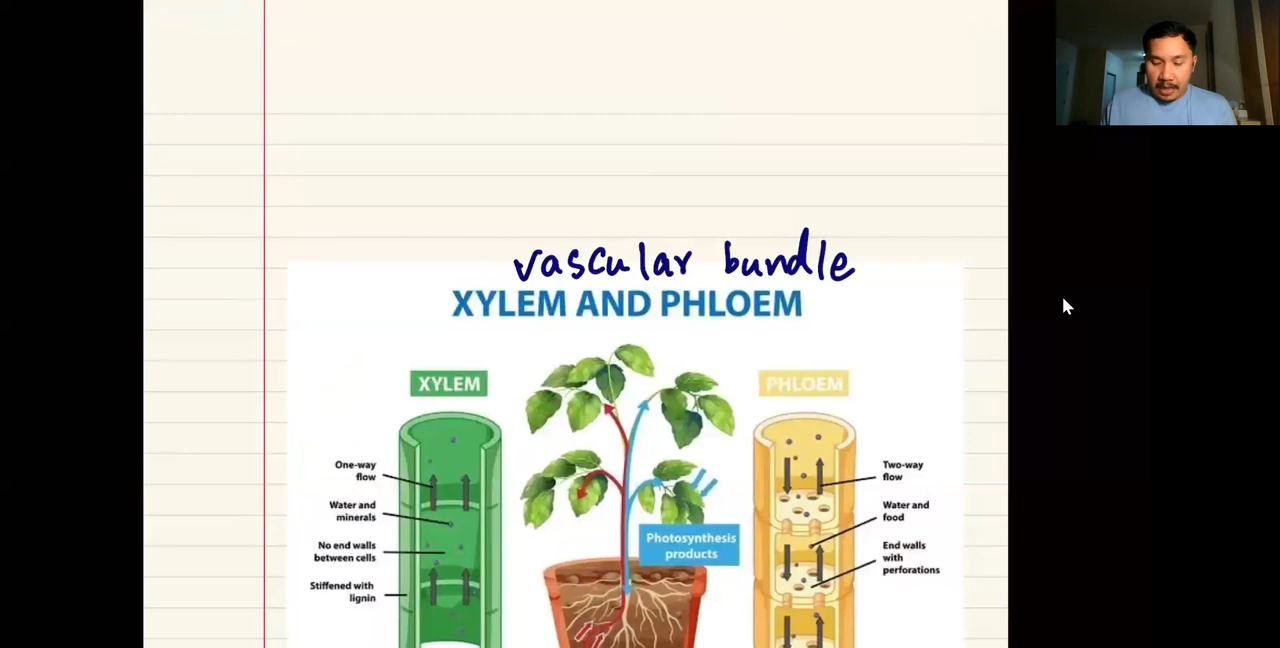 vascular bundle
XYLEM AND PHLOEM
XYLEM
PHLOEM
One-way
flow
Water and
minerals
No end walls
between cells
Stiffened with
lignin
Photosynthesis
products
Two-way
flow
Water and
food
End walls
with
perforations